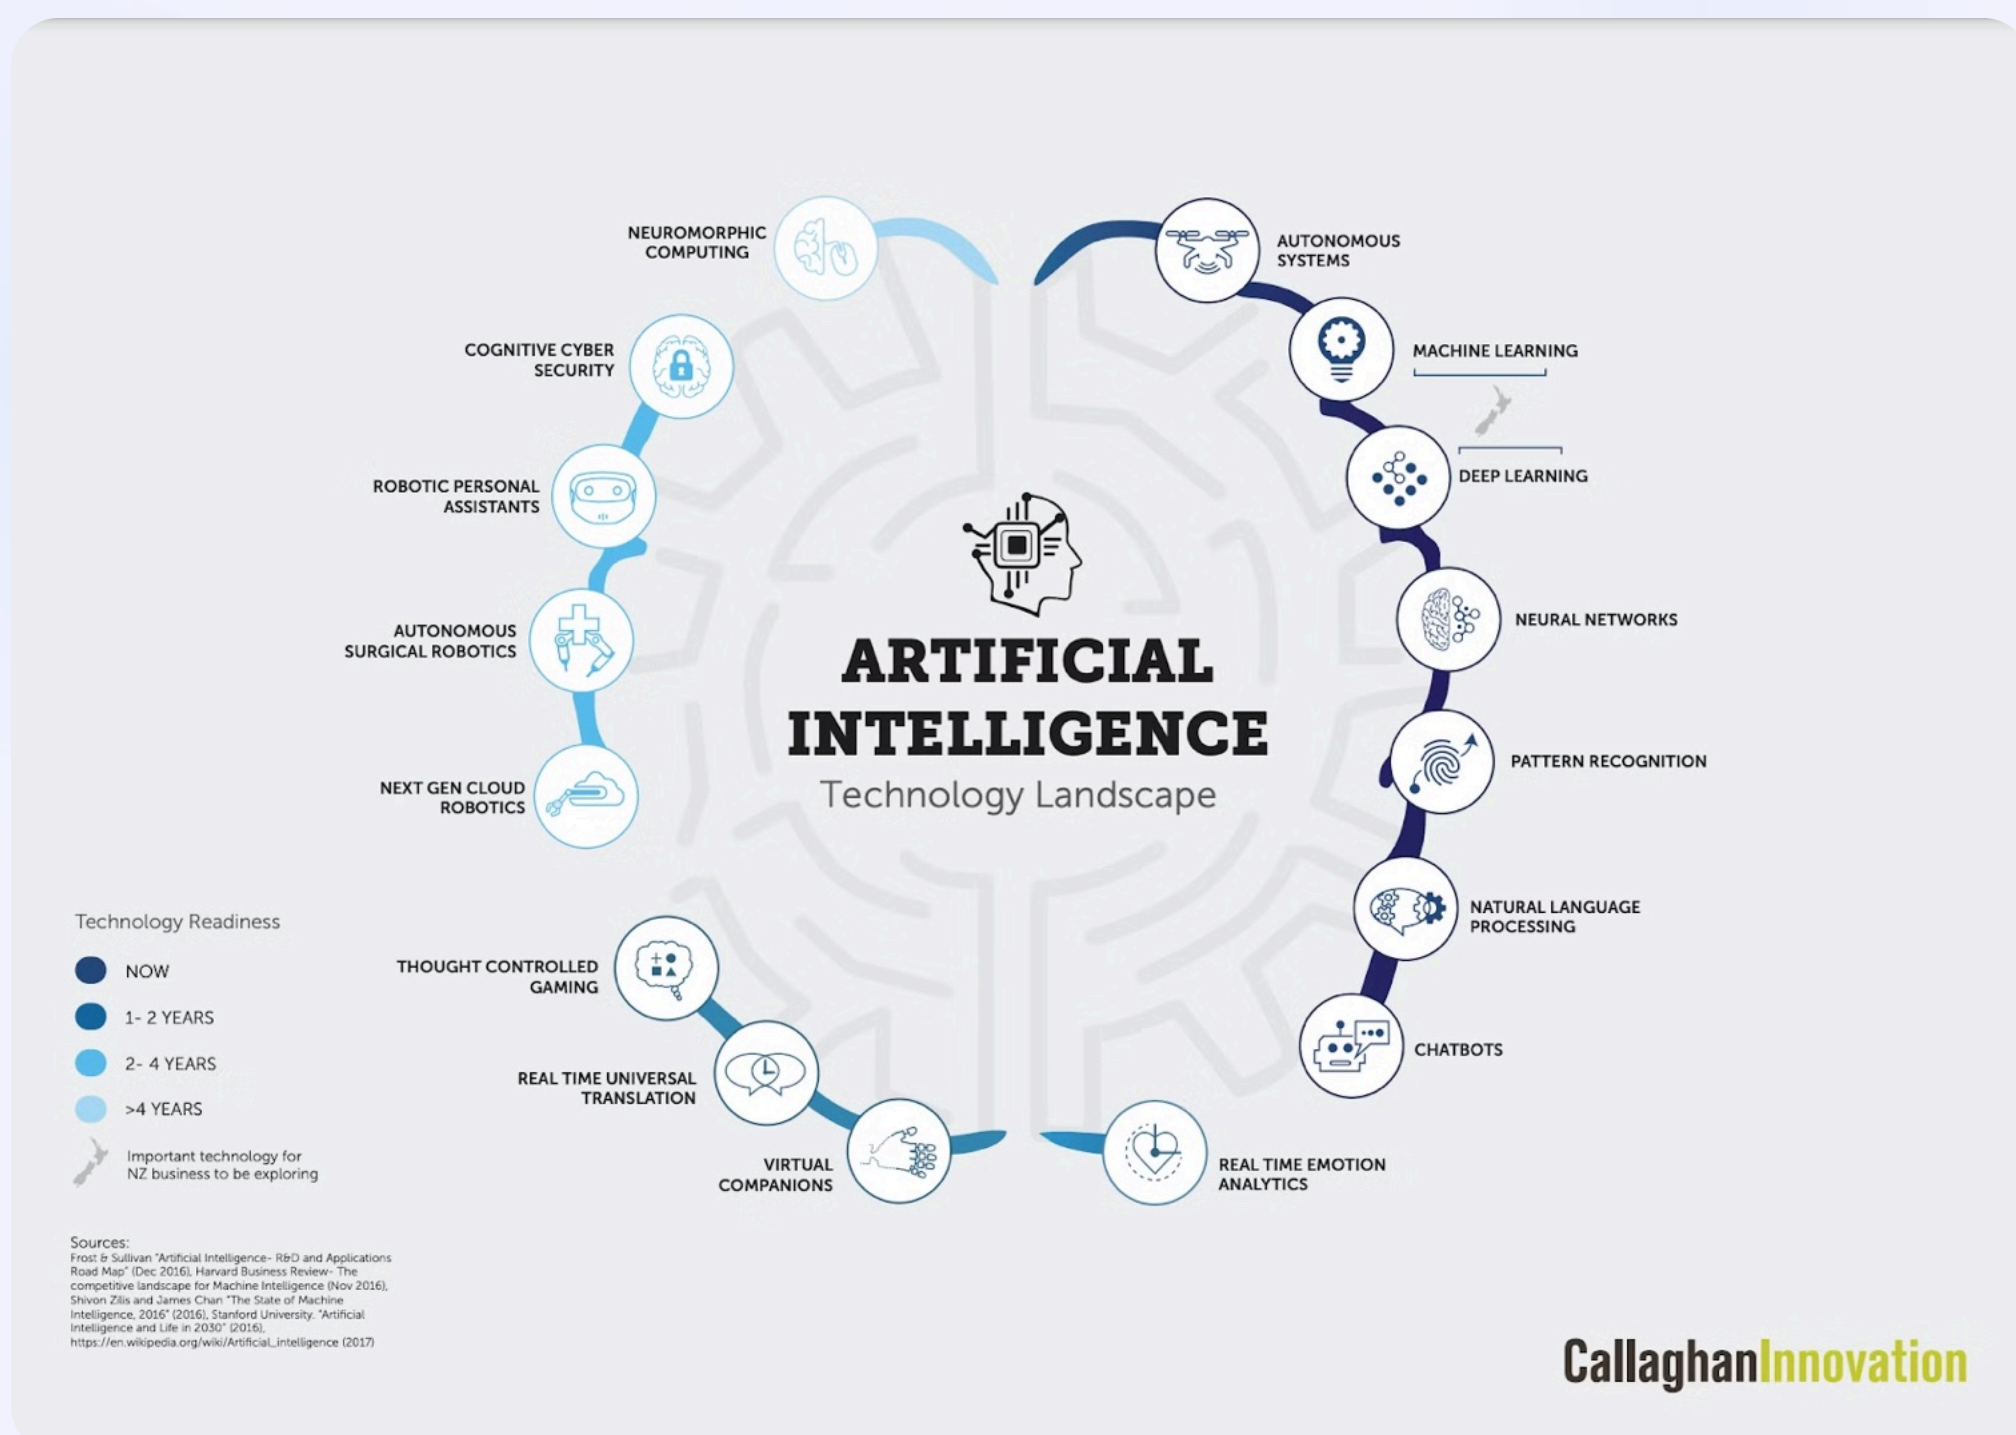 NEUROMORPHIC
COMPUTING
AUTONOMOUS
SYSTEMS
COGNITIVE CYBER
SECURITY
MACHINE LEARNING
ROBOTIC PERSONAL
ASSISTANTS
DEEP LEARNING
AUTONOMOUS
SURGICAL ROBOTICS
NEURAL NETWORKS
ARTIFICIAL
INTELLIGENCE
Technology Landscape
NEXT GEN CLOUD
ROBOTICS
PATTERN RECOGNITION
NATURAL LANGUAGE
PROCESSING
THOUGHT CONTROLLED
GAMING
CHATBOTS
REAL TIME UNIVERSAL
TRANSLATION
VIRTUAL
COMPANIONS
REAL TIME EMOTION
ANALYTICS
Technology Readiness
NOW
1- 2 YEARS
2- 4 YEARS
>4 YEARS
Important technology for
NZ business to be exploring
Sources:
Frost & Sullivan "Artificial Intelligence- R&D and Applications
Road Map" (Dec 2016), Harvard Business Review- The
competitive landscape for Machine Intelligence (Nov 2016),
Shivon Zilis and James Chan "The State of Machine
Intelligence, 2016" (2016), Stanford University. "Artificial
Intelligence and Life in 2030" (2016),
https://en.wikipedia.org/wiki/Artificial_intelligence (2017)
CallaghanInnovation